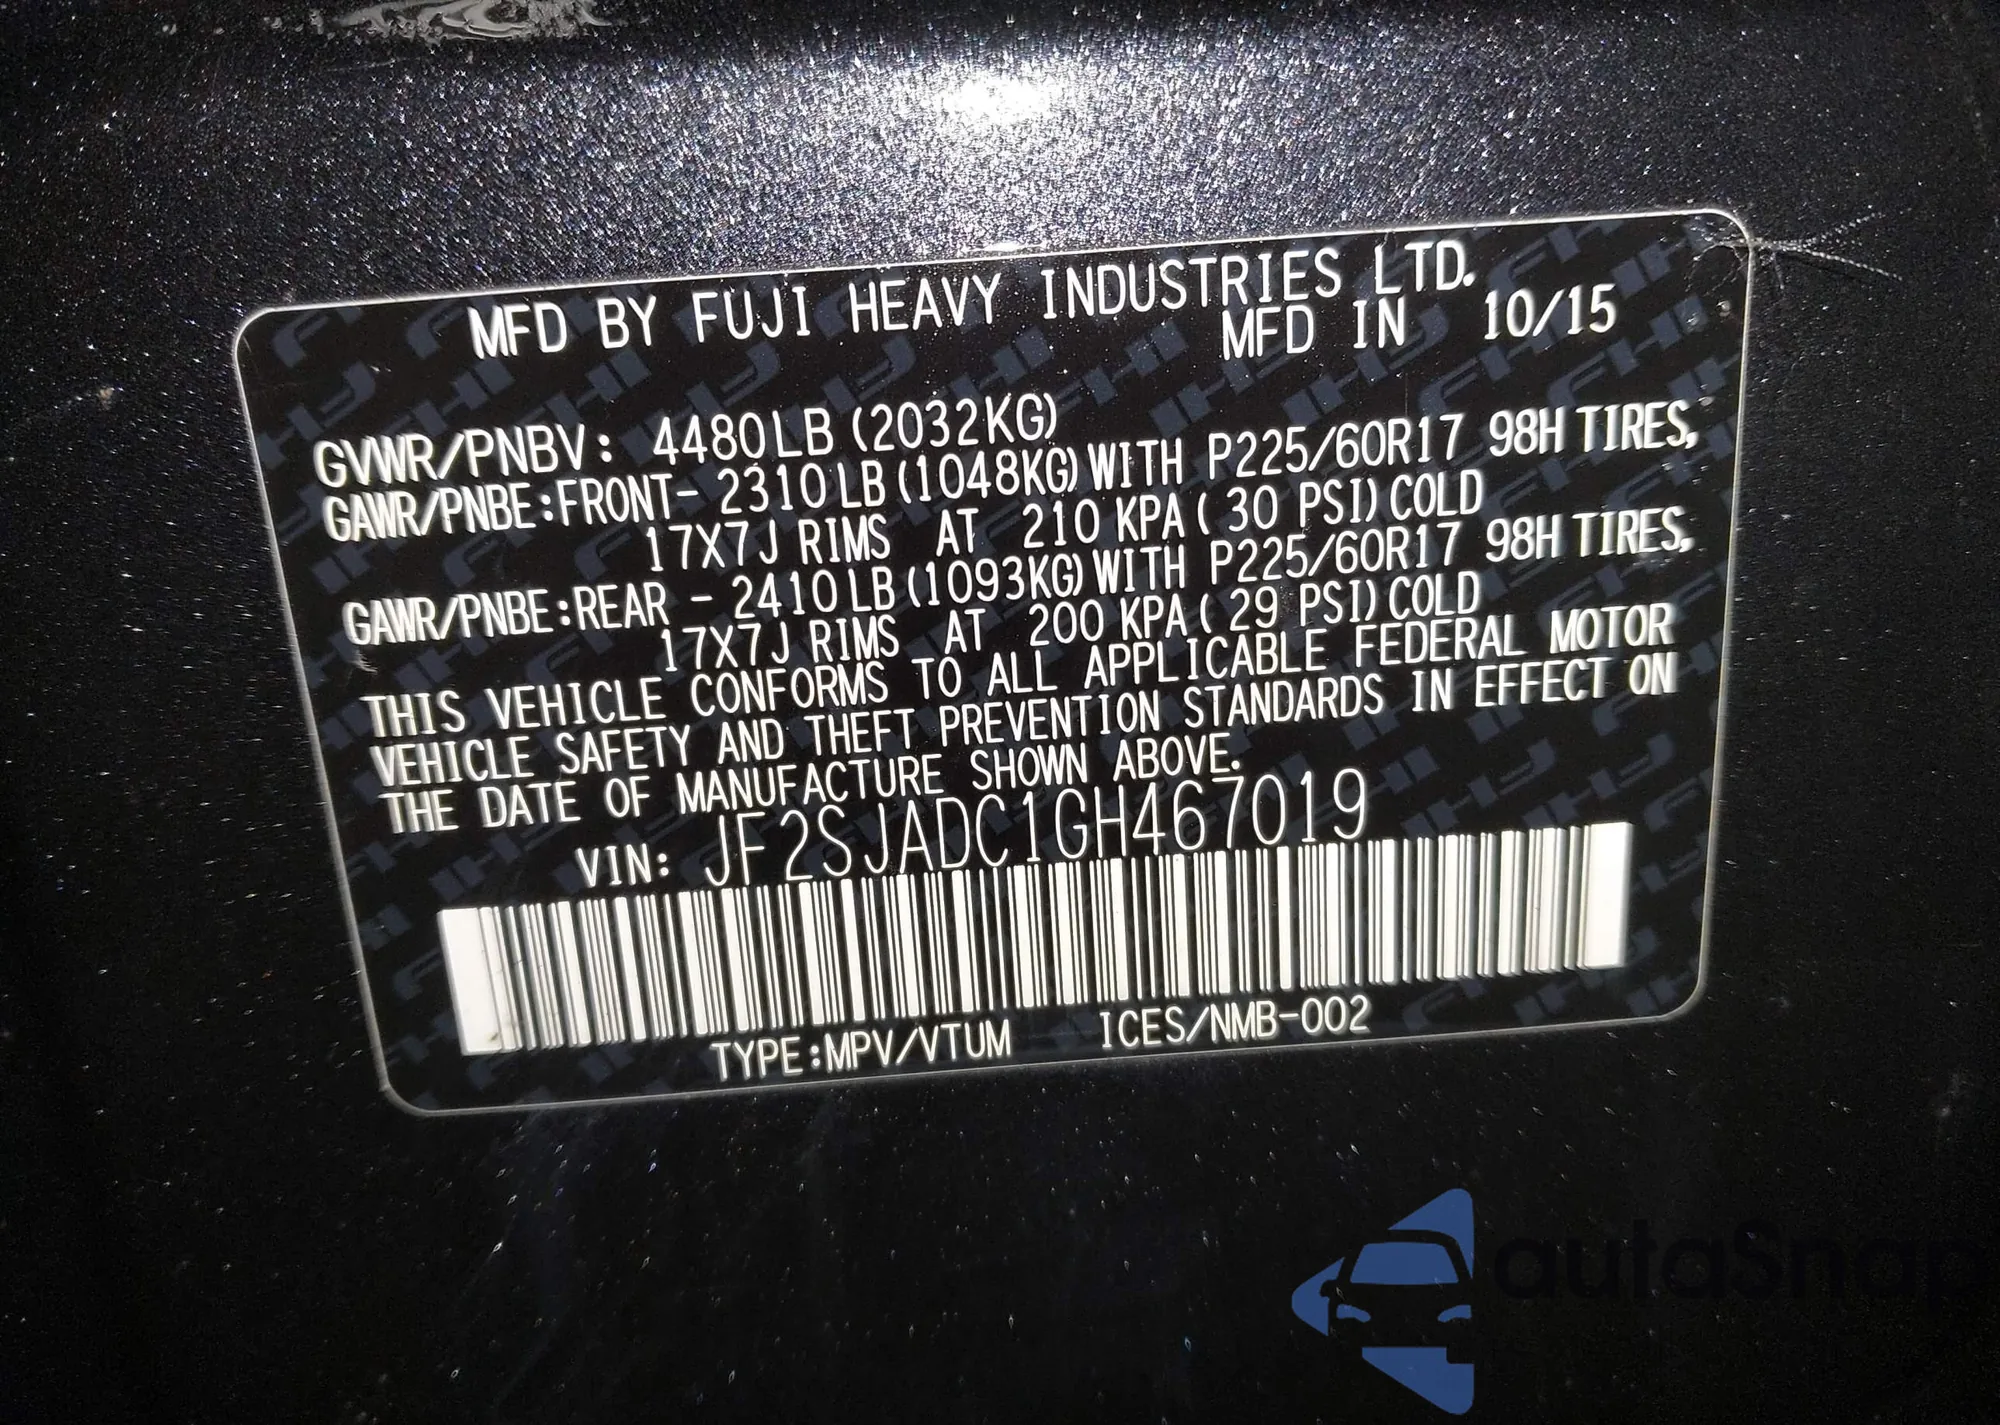 MFD BY FUJI HEAVY INDUSTRIES LTD.
MFD IN 10/15
GVWR/PNBV: 4480LB (2032KG)
GAWR/PNBE:FRONT- 2310LB (1048KG) WITH P225/60R17 98H TIRES,
17X7J RIMS AT 210 KPA ( 30 PSI) COLD
GAWR/PNBE:REAR - 2410LB (1093KG) WITH P225/60R17 98H TIRES,
17X7J RIMS AT 200 KPA ( 29 PSI) COLD
THIS VEHICLE CONFORMS TO ALL APPLICABLE FEDERAL MOTOR
VEHICLE SAFETY AND THEFT PREVENTION STANDARDS IN EFFECT ON
THE DATE OF MANUFACTURE SHOWN ABOVE.
VIN: JF2SJADC1GH467019
TYPE:MPV/VTUM ICES/NMB-002
autaSnap